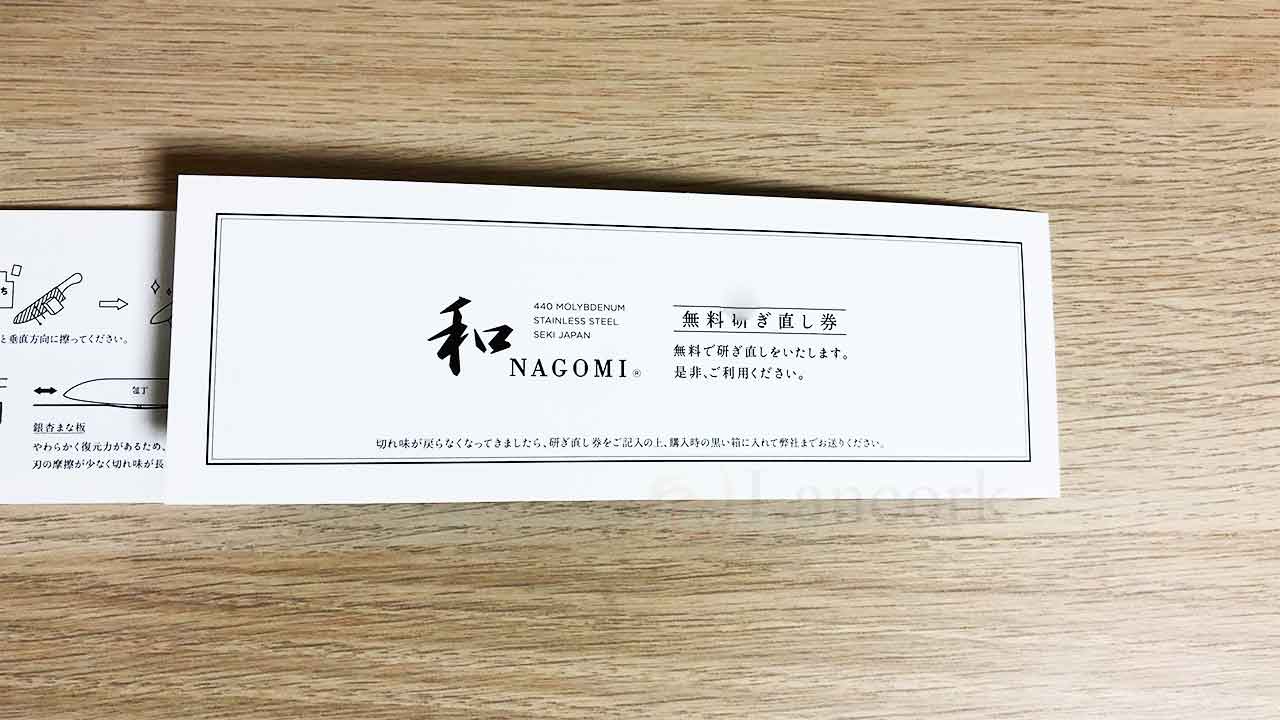 ち
と垂直方向に擦ってください。
包丁
銀杏まな板
やわらかく復元力があるため、
刃の摩擦が少なく切れ味が長
和
440 MOLYBDENUM
STAINLESS STEEL
SEKI JAPAN
NAGOMI®
無料研ぎ直し券
無料で研ぎ直しをいたします。
是非、ご利用ください。
切れ味が戻らなくなってきましたら、研ぎ直し券をご記入の上、購入時の黒い箱に入れて弊社までお送りください。
Lancork